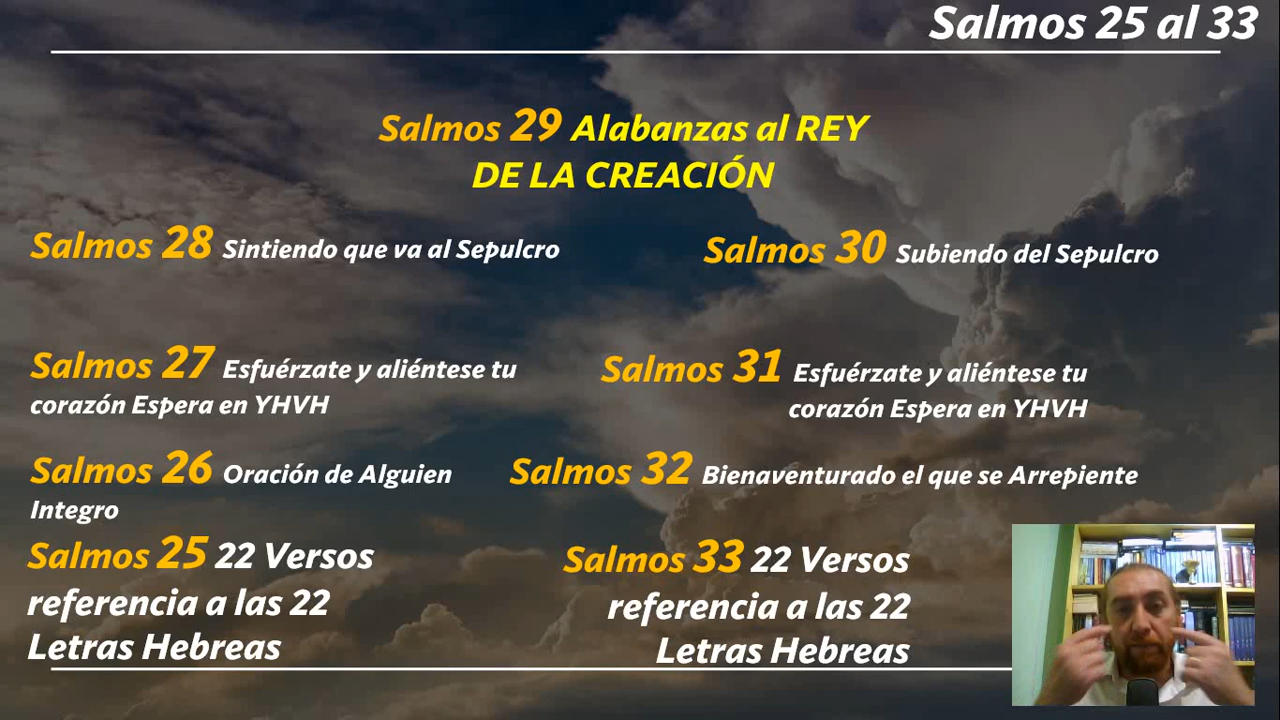 Salmos 25 al 33
Salmos 29 Alabanzas al REY
DE LA CREACIÓN
Salmos 28 Sintiendo que va al Sepulcro
Salmos 30 Subiendo del Sepulcro
Salmos 27 Esfuérzate y aliéntese tu
corazón Espera en YHVH
Salmos 31 Esfuérzate y aliéntese tu
corazón Espera en YHVH
Salmos 26 Oración de Alguien
Integro
Salmos 32 Bienaventurado el que se Arrepiente
Salmos 25 22 Versos
referencia a las 22
Letras Hebreas
Salmos 33 22 Versos
referencia a las 22
Letras Hebreas